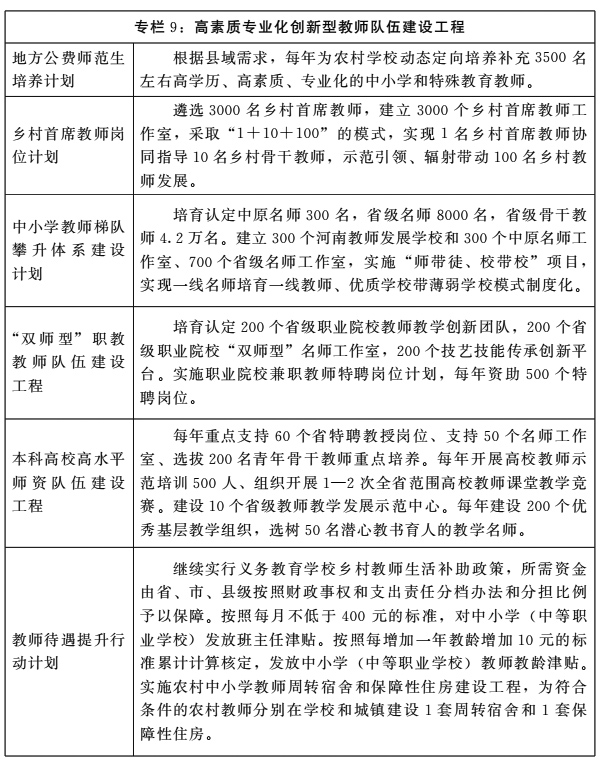 专栏 9：高素质专业化创新型教师队伍建设工程
地方公费师范生
培养计划
根据县域需求，每年为农村学校动态定向培养补充 3500 名
左右高学历、高素质、专业化的中小学和特殊教育教师。
乡村首席教师岗
位计划
遴选 3000 名乡村首席教师，建立 3000 个乡村首席教师工
作室，采取“1＋10＋100”的模式，实现 1 名乡村首席教师协
同指导 10 名乡村骨干教师，示范引领、辐射带动 100 名乡村教
师发展。
中小学教师梯队
攀升体系建设
计划
培育认定中原名师 300 名，省级名师 8000 名，省级骨干教
师 4.2 万名。建立 300 个河南教师发展学校和 300 个中原名师工
作室、700 个省级名师工作室，实施“师带徒、校带校”项目，
实现一线名师培育一线教师、优质学校带薄弱学校模式制度化。
“双师型”职教
教师队伍建设
工程
培育认定 200 个省级职业院校教师教学创新团队，200 个省
级职业院校“双师型”名师工作室，200 个技艺技能传承创新平
台。实施职业院校兼职教师特聘岗位计划，每年资助 500 个特
聘岗位。
本科高校高水平
师资队伍建设
工程
每年重点支持 60 个省特聘教授岗位、支持 50 个名师工作
室、选拔 200 名青年骨干教师重点培养。每年开展高校教师示
范培训 500 人、组织开展 1—2 次全省范围高校教师课堂教学竞
赛。建设 10 个省级教师教学发展示范中心。每年建设 200 个优
秀基层教学组织，选树 50 名潜心教书育人的教学名师。
教师待遇提升行
动计划
继续实行义务教育学校乡村教师生活补助政策，所需资金
由省、市、县级按照财政事权和支出责任分档办法和分担比例
予以保障。按照每月不低于 400 元的标准，对中小学（中等职
业学校）发放班主任津贴。按照每增加一年教龄增加 10 元的标
准累计计算核定，发放中小学（中等职业学校）教师教龄津贴。
实施农村中小学教师周转宿舍和保障性住房建设工程，为符合
条件的农村教师分别在学校和城镇建设 1 套周转宿舍和 1 套保
障性住房。